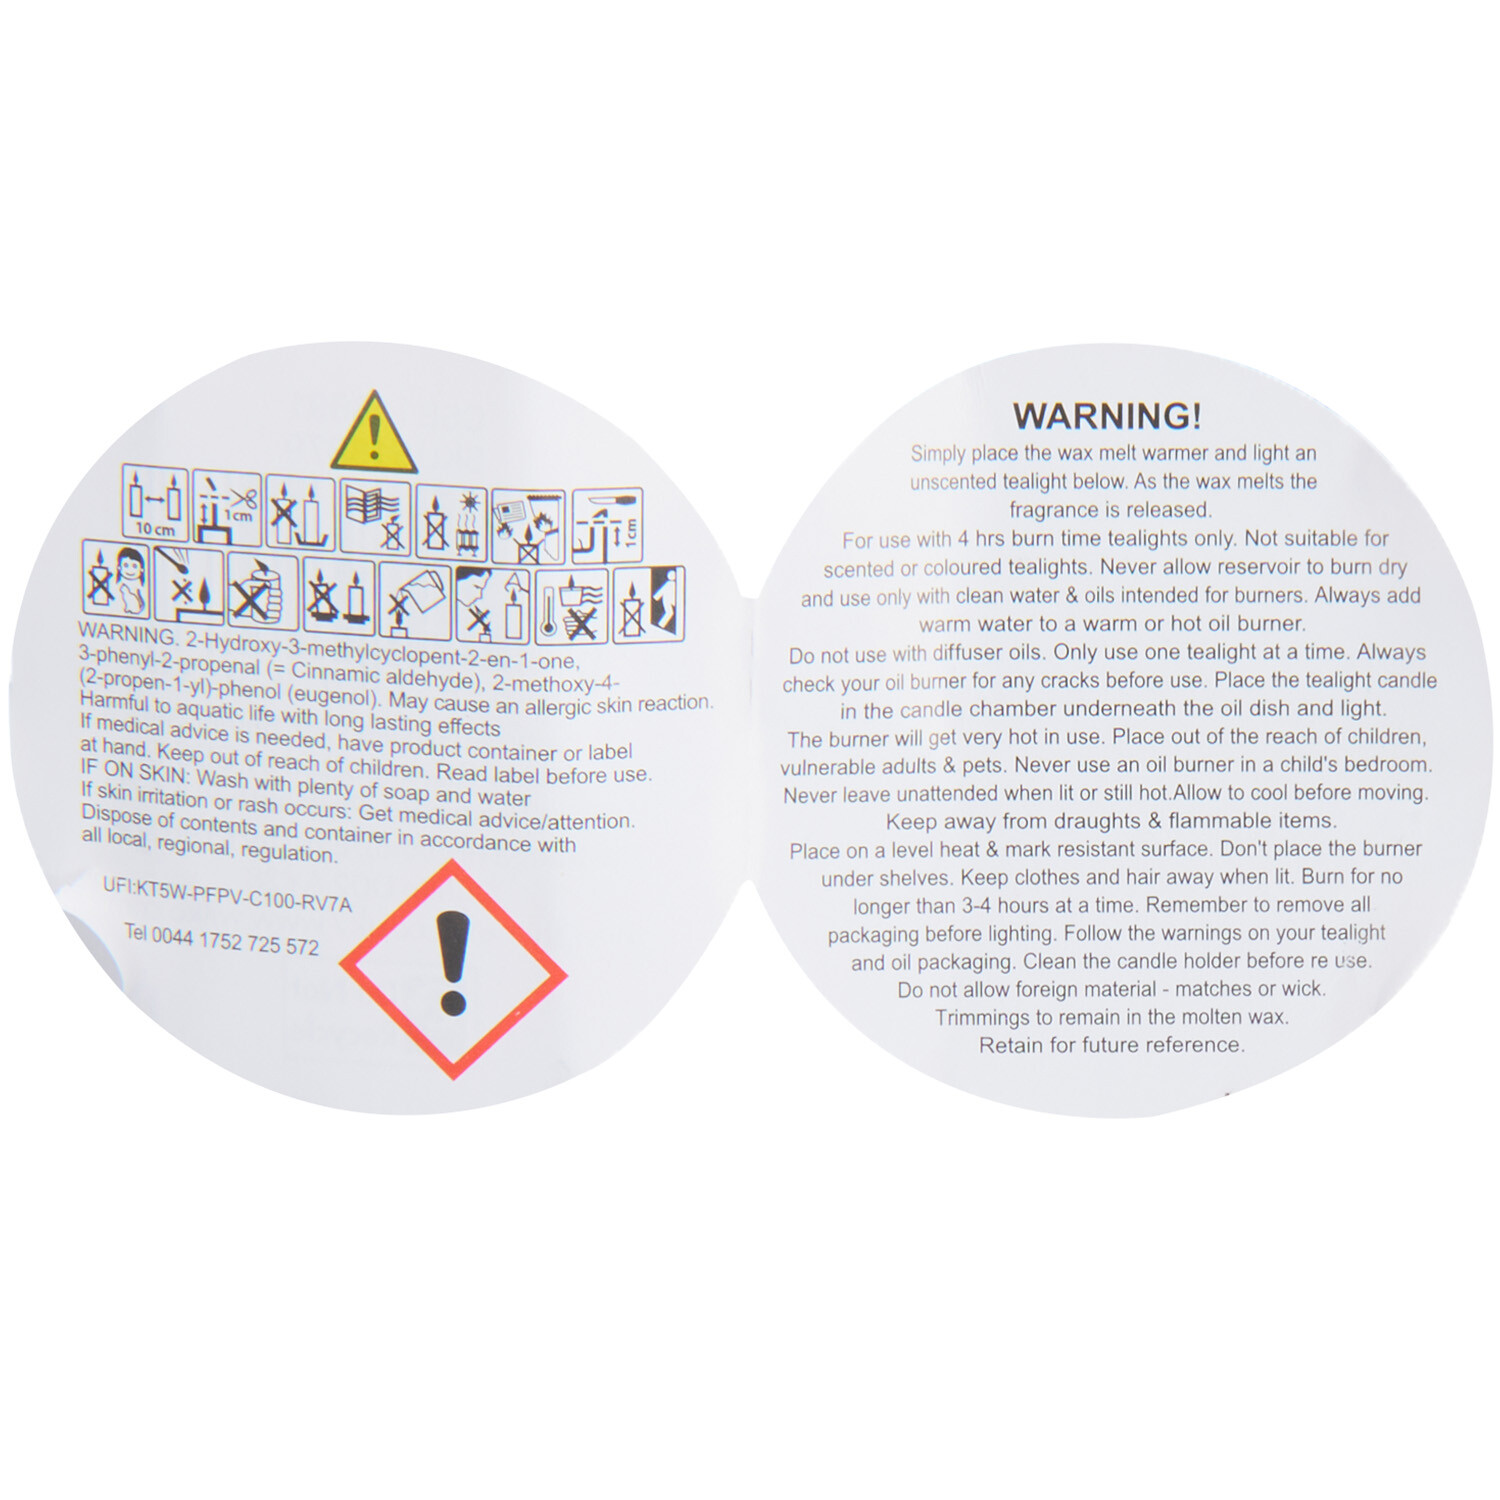 10 cm
1cm
1cm
WARNING. 2-Hydroxy-3-methylcyclopent-2-en-1-one,
3-phenyl-2-propenal (= Cinnamic aldehyde), 2-methoxy-4-
(2-propen-1-yl)-phenol (eugenol). May cause an allergic skin reaction.
Harmful to aquatic life with long lasting effects
If medical advice is needed, have product container or label
at hand. Keep out of reach of children. Read label before use.
IF ON SKIN: Wash with plenty of soap and water
If skin irritation or rash occurs: Get medical advice/attention.
Dispose of contents and container in accordance with
all local, regional, regulation.
UFI:KT5W-PFPV-C100-RV7A
Tel 0044 1752 725 572
WARNING!
Simply place the wax melt warmer and light an
unscented tealight below. As the wax melts the
fragrance is released.
For use with 4 hrs burn time tealights only. Not suitable for
scented or coloured tealights. Never allow reservoir to burn dry
and use only with clean water & oils intended for burners. Always add
warm water to a warm or hot oil burner.
Do not use with diffuser oils. Only use one tealight at a time. Always
check your oil burner for any cracks before use. Place the tealight candle
in the candle chamber underneath the oil dish and light.
The burner will get very hot in use. Place out of the reach of children,
vulnerable adults & pets. Never use an oil burner in a child's bedroom.
Never leave unattended when lit or still hot.Allow to cool before moving.
Keep away from draughts & flammable items.
Place on a level heat & mark resistant surface. Don't place the burner
under shelves. Keep clothes and hair away when lit. Burn for no
longer than 3-4 hours at a time. Remember to remove all
packaging before lighting. Follow the warnings on your tealight
and oil packaging. Clean the candle holder before re use.
Do not allow foreign material - matches or wick.
Trimmings to remain in the molten wax.
Retain for future reference.